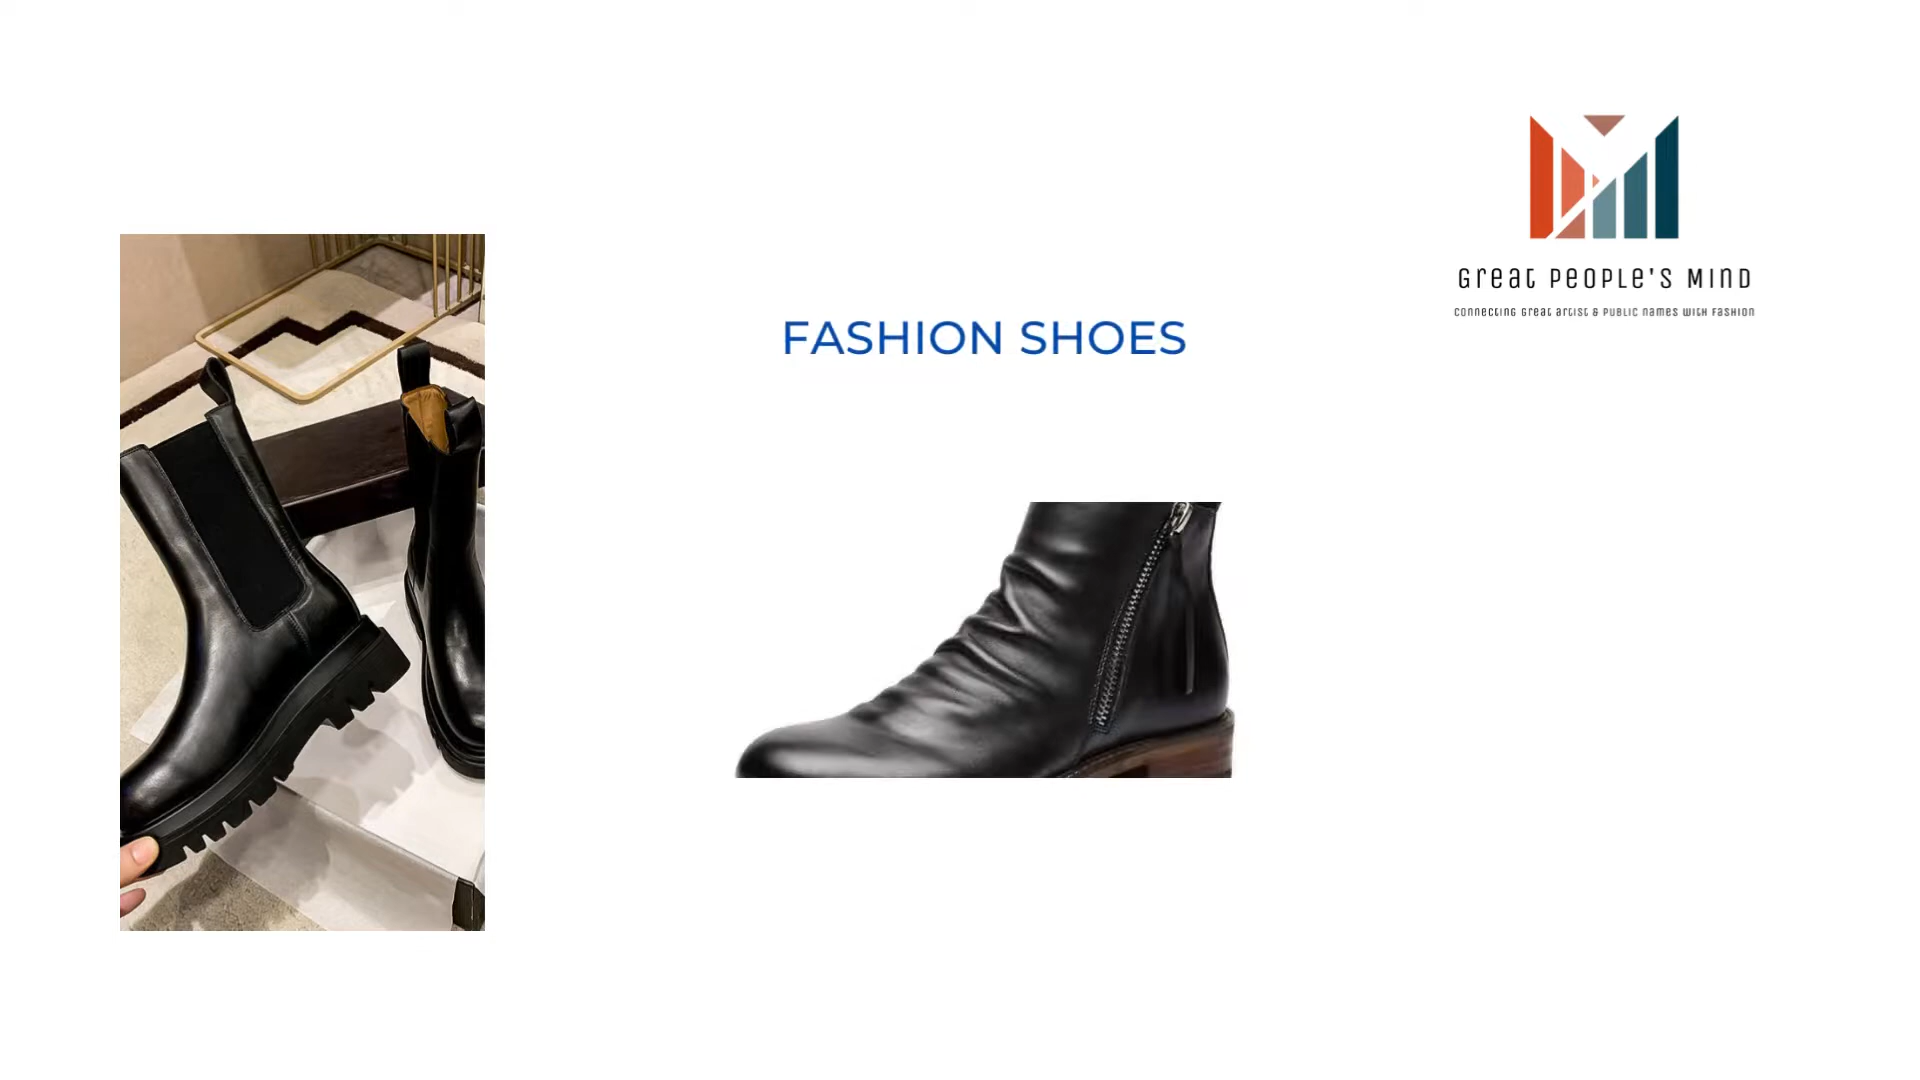 FASHION SHOES
Great People's Mind
Connecting Great Artist & Public Names With Fashion